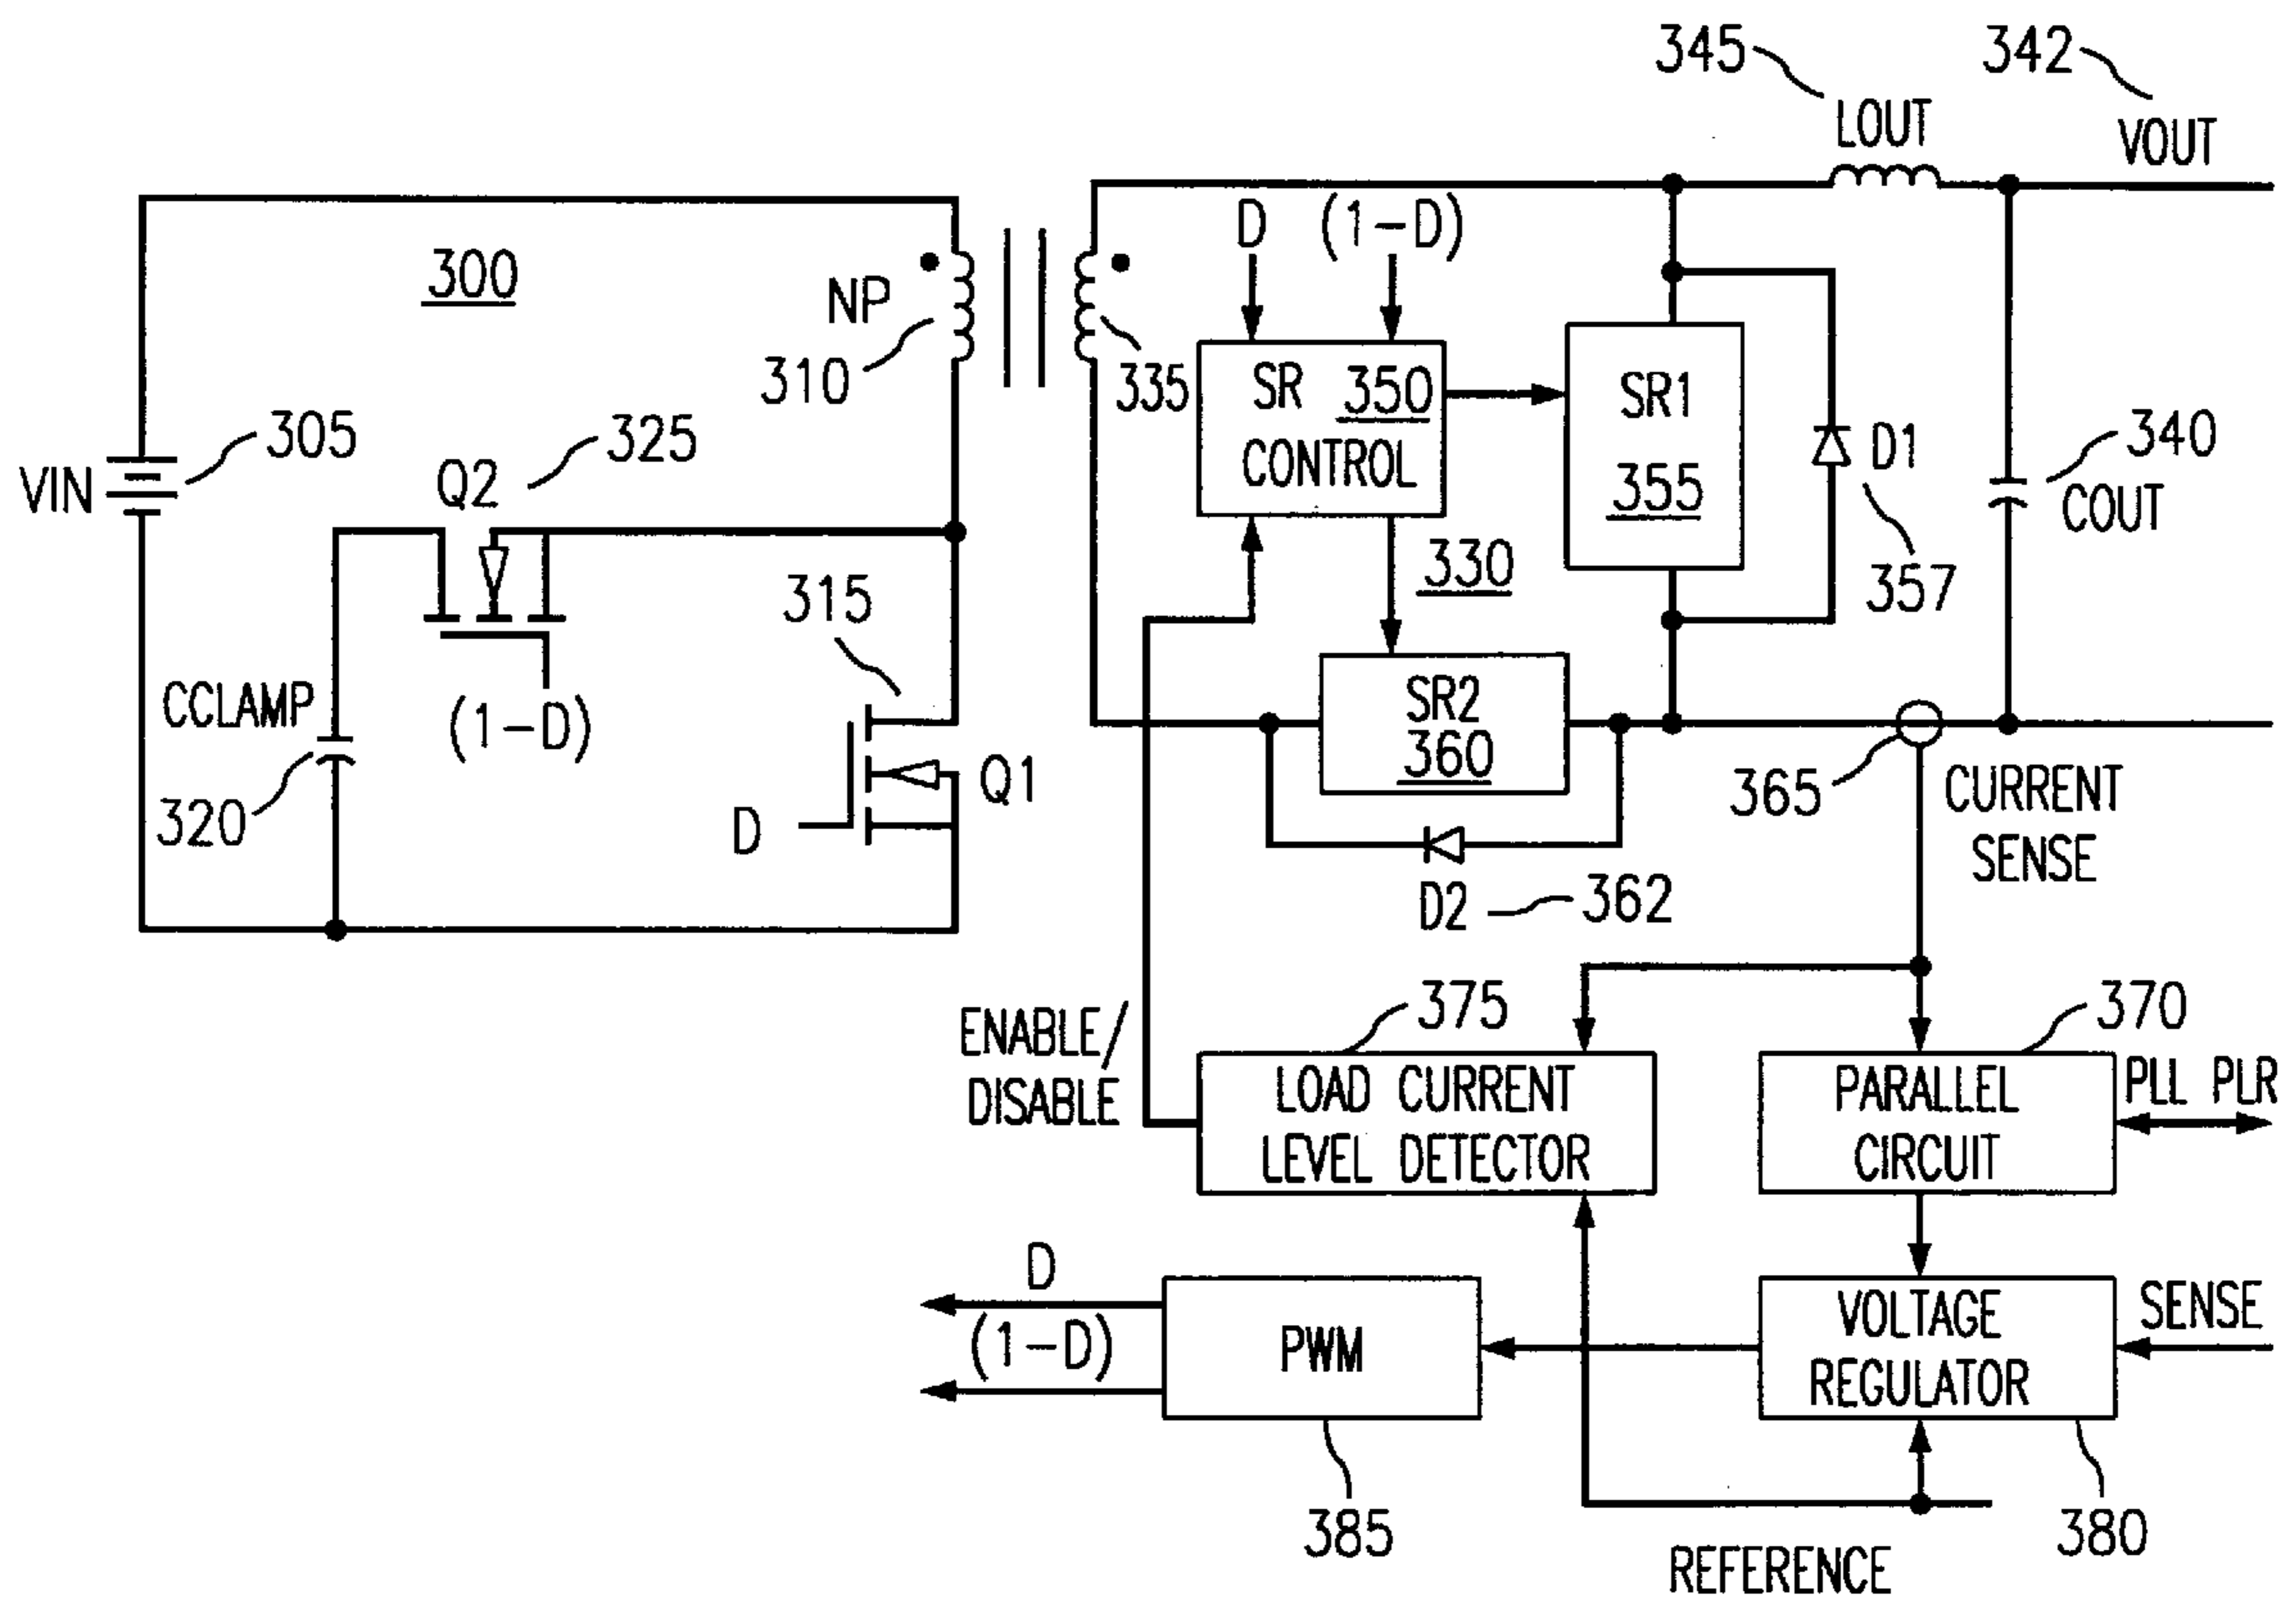 345
342
LOUT
VOUT
300
NP
310
335
D
(1-D)
SR
350
CONTROL
SR1
355
D1
357
340
COUT
VIN
305
Q2
325
330
315
CCLAMP
320
(1-D)
D
Q1
SR2
360
D2
362
365
CURRENT
SENSE
ENABLE/
DISABLE
375
LOAD CURRENT
LEVEL DETECTOR
370
PARALLEL
CIRCUIT
PLL PLR
D
(1-D)
PWM
385
VOLTAGE
REGULATOR
SENSE
380
REFERENCE